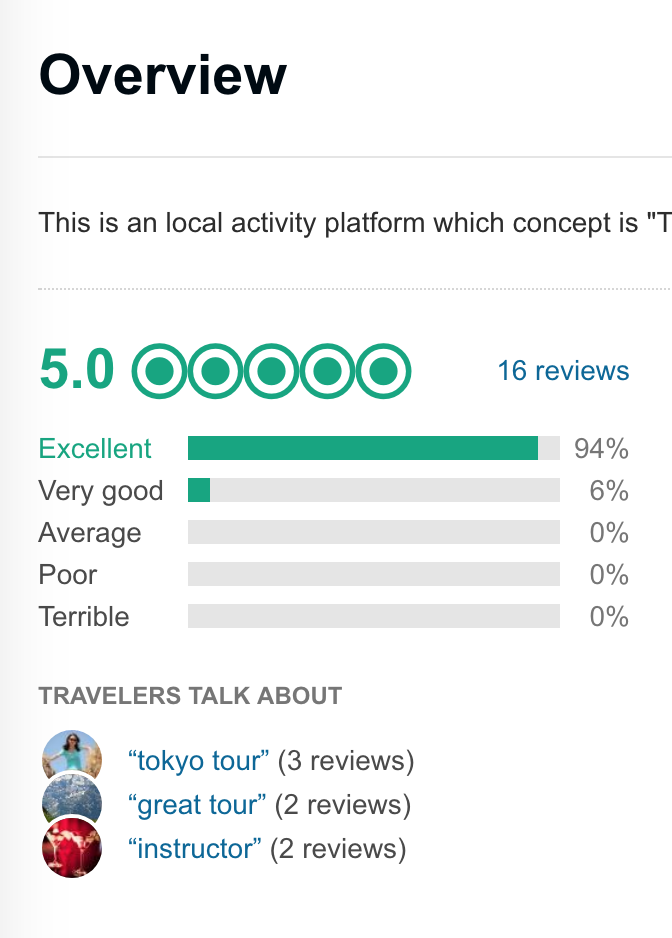 Overview
This is an local activity platform which concept is "T
5.0 16 reviews
Excellent 94%
Very good 6%
Average 0%
Poor 0%
Terrible 0%
TRAVELERS TALK ABOUT
“tokyo tour” (3 reviews)
“great tour” (2 reviews)
“instructor” (2 reviews)